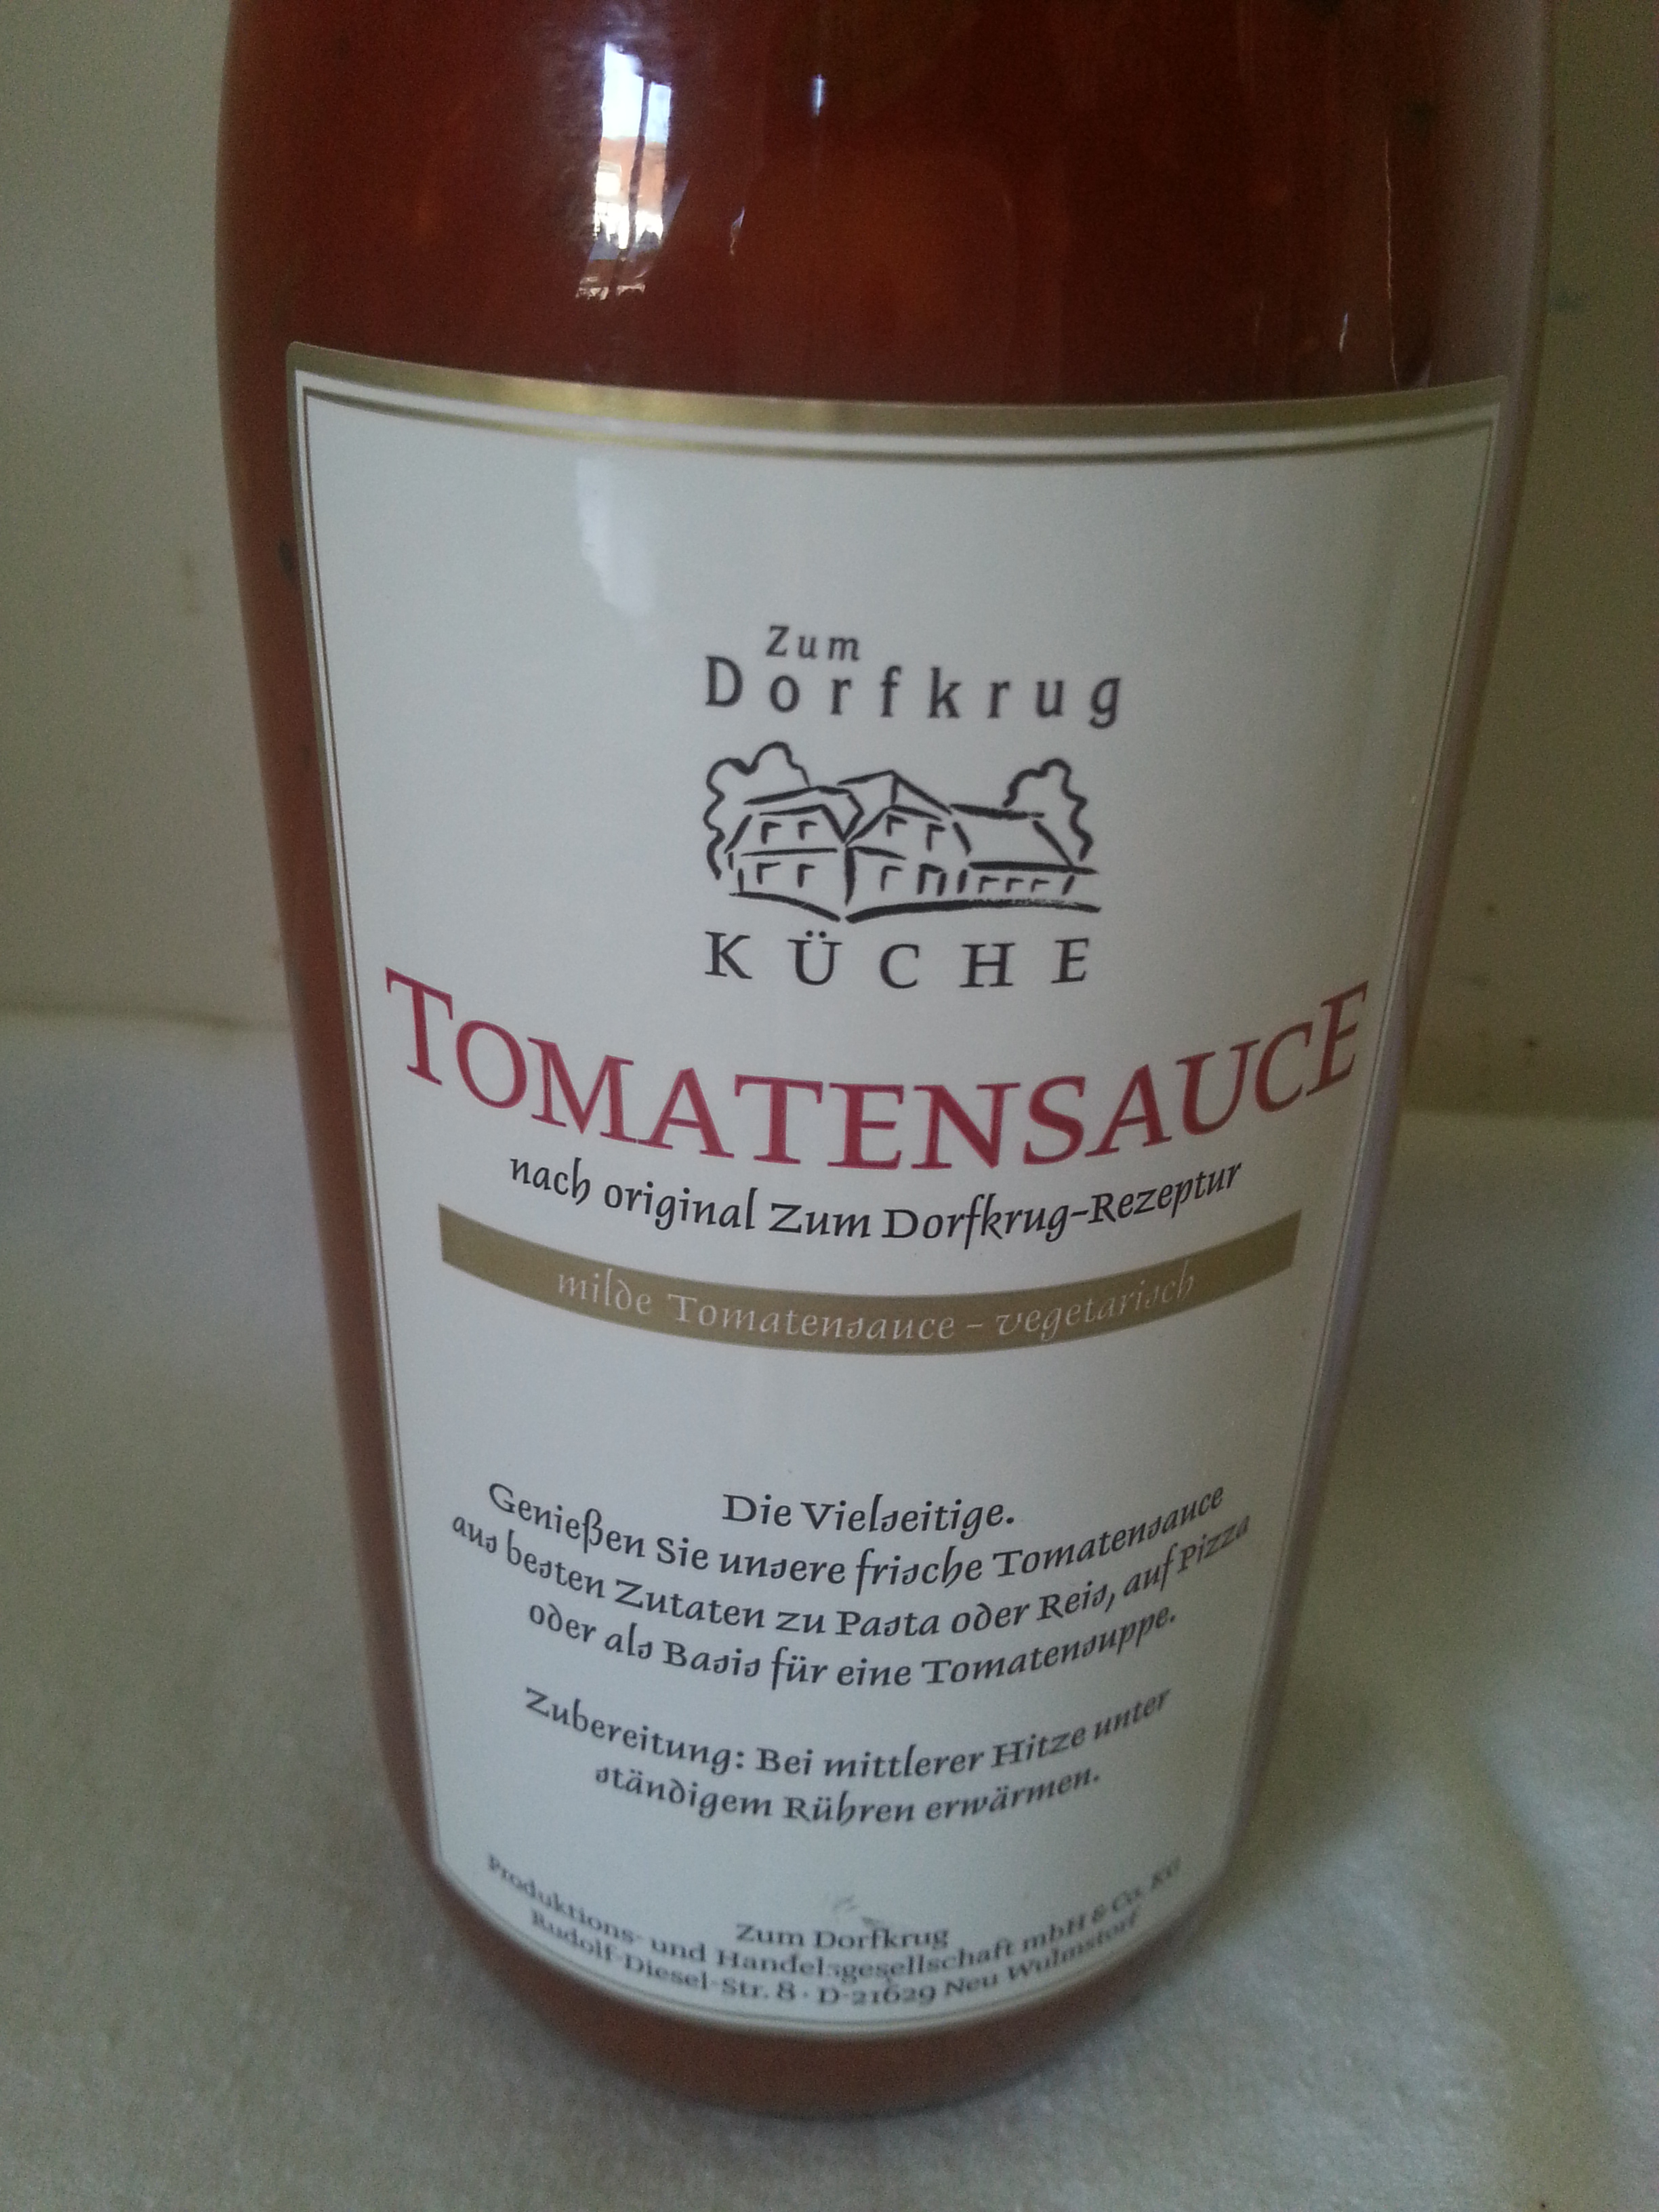 Zum
Dorfkrug
KÜCHE
TOMATENSAUCE
nach original Zum Dorfkrug-Rezeptur
milde Tomatensauce - vegetarisch
Die Vielseitige.
Genießen Sie unsere frische Tomatensauce
aus besten Zutaten zu Pasta oder Reis, auf Pizza
oder als Basis für eine Tomatensuppe.
Zubereitung: Bei mittlerer Hitze unter
ständigem Rühren erwärmen.
Zum Dorfkrug
Produktions- und Handelsgesellschaft mbH & Co. KG
Rudolf-Diesel-Str. 8 · D-21629 Neu Wulmstorf